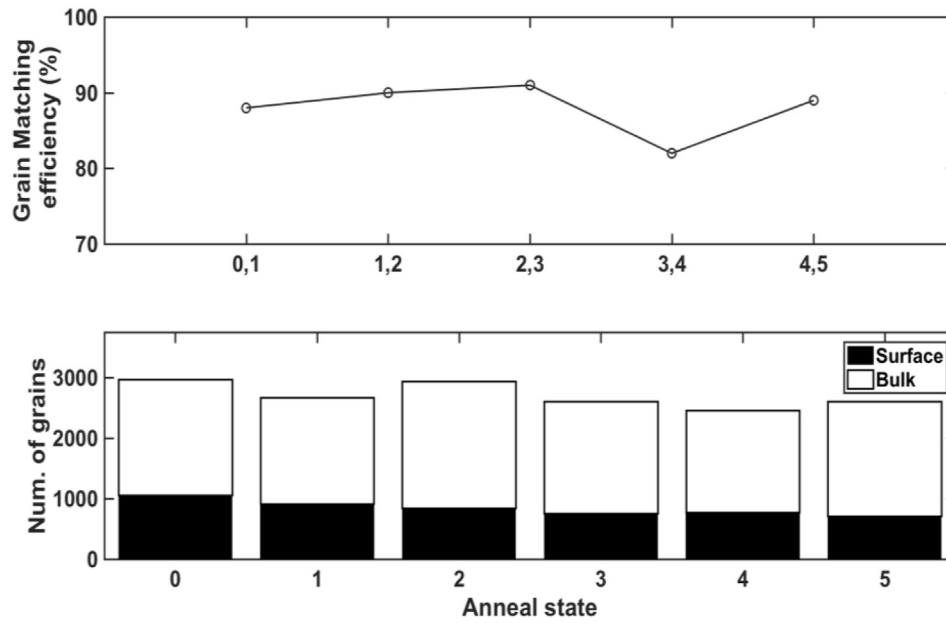 Grain Matching
efficiency (%)
100
90
80
70
0,1 1,2 2,3 3,4 4,5
Num. of grains
3000
2000
1000
0
Surface
Bulk
0 1 2 3 4 5
Anneal state